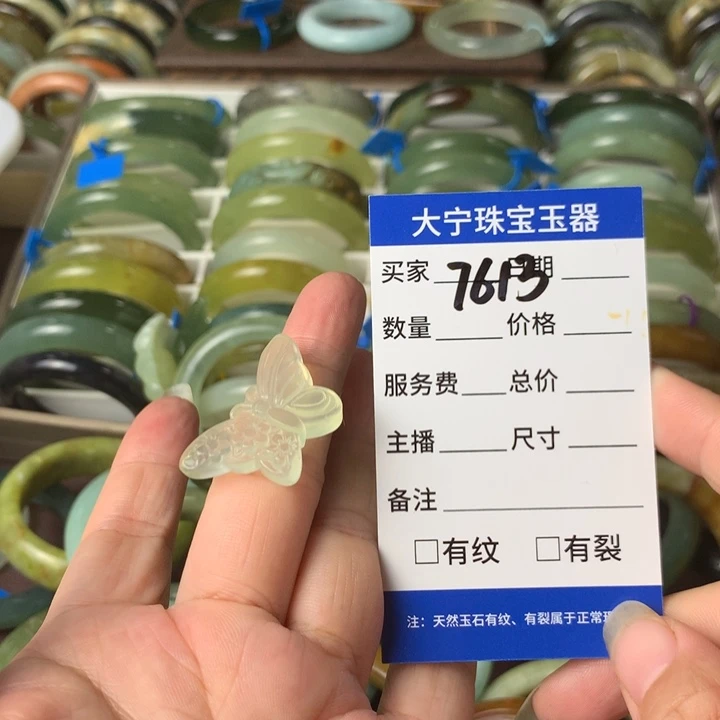 大宁珠宝玉器
买家 7613 日期
数量 价格
服务费 总价
主播 尺寸
备注
□有纹 □有裂
注：天然玉石有纹、有裂属于正常